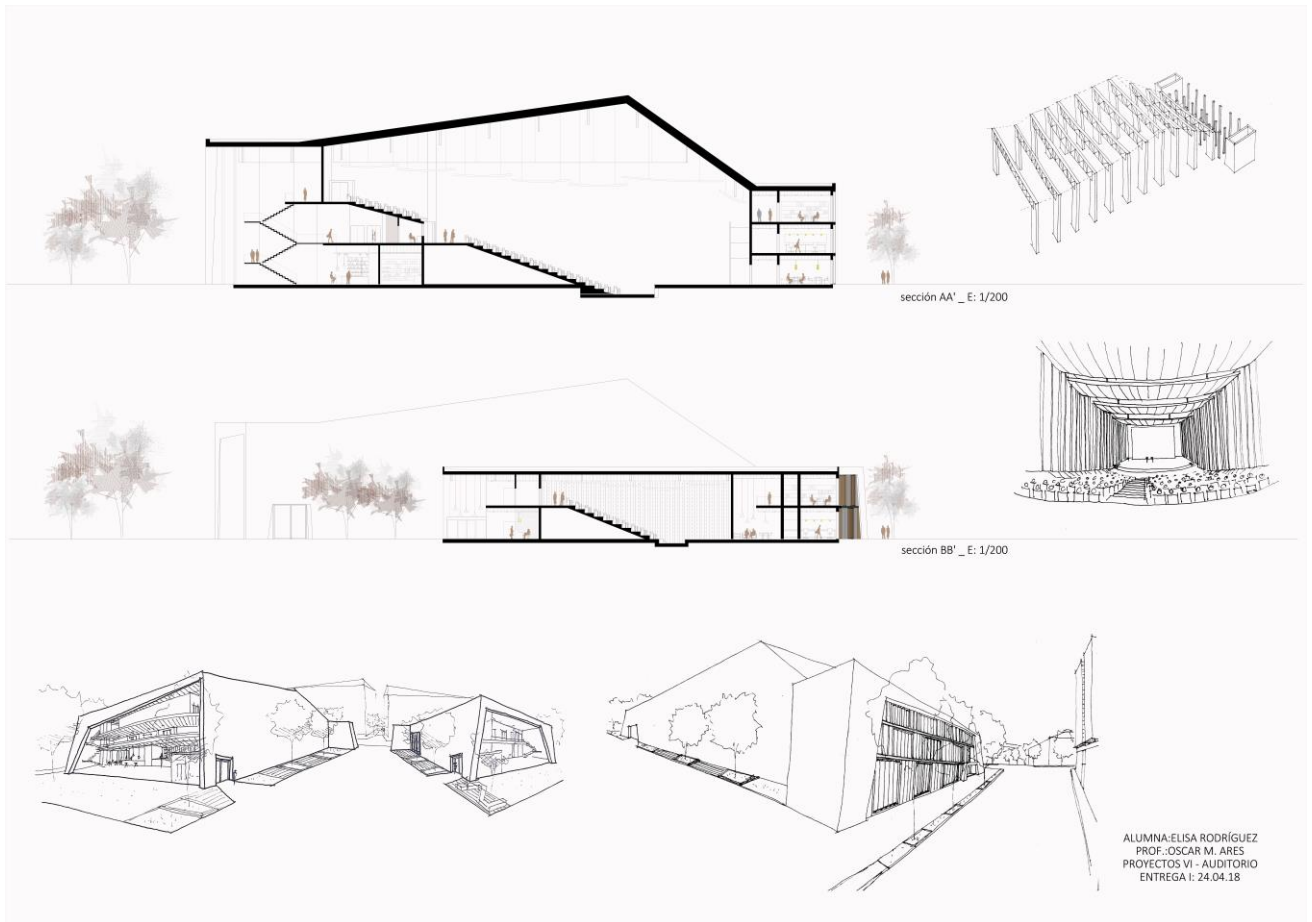 sección AA' _ E: 1/200
sección BB' _ E: 1/200
ALUMNA:ELISA RODRÍGUEZ
PROF.:OSCAR M. ARES
PROYECTOS VI - AUDITORIO
ENTREGA I: 24.04.18